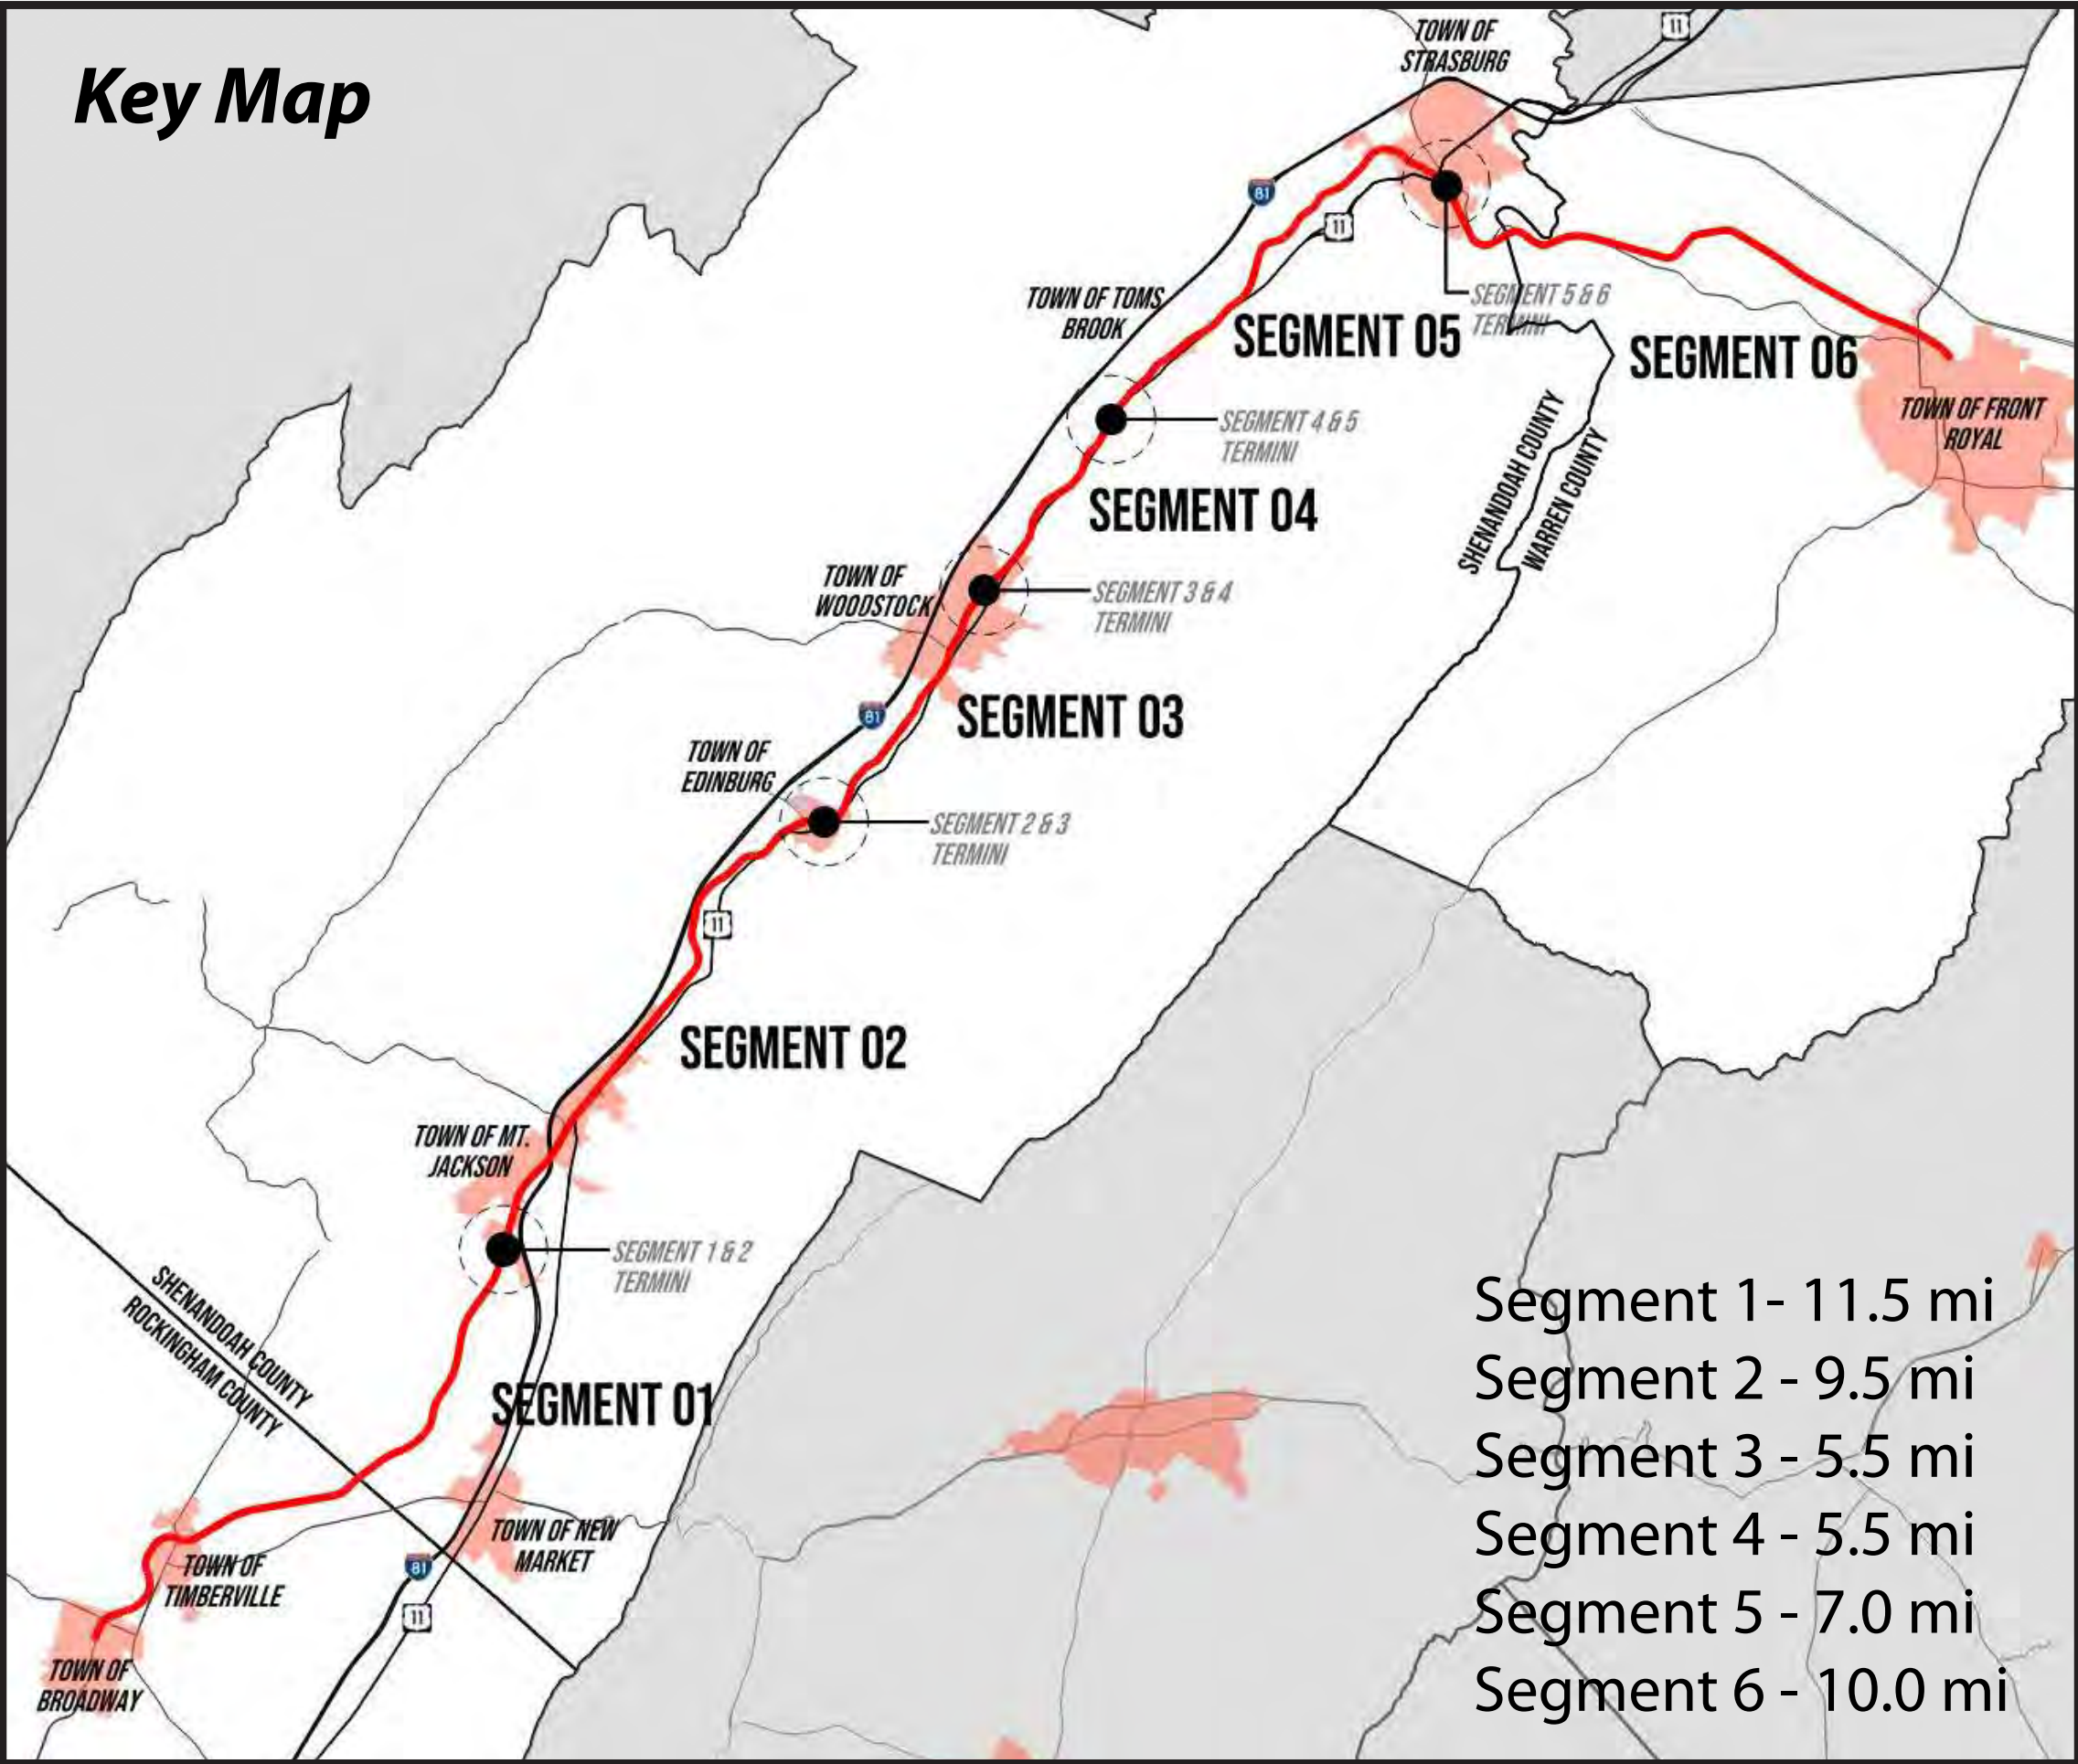 Key Map
11
TOWN OF
STRASBURG
81
11
TOWN OF TOMS
BROOK
SEGMENT 5 & 6
TERMINI
SEGMENT 05
SEGMENT 06
TOWN OF FRONT
ROYAL
SEGMENT 4 & 5
TERMINI
SHENANDOAH COUNTY
WARREN COUNTY
SEGMENT 04
TOWN OF
WOODSTOCK
SEGMENT 3 & 4
TERMINI
SEGMENT 03
81
TOWN OF
EDINBURG
SEGMENT 2 & 3
TERMINI
11
SEGMENT 02
TOWN OF MT.
JACKSON
SEGMENT 1 & 2
TERMINI
SHENANDOAH COUNTY
ROCKINGHAM COUNTY
SEGMENT 01
TOWN OF NEW
MARKET
81
11
TOWN OF
TIMBERVILLE
TOWN OF
BROADWAY
Segment 1- 11.5 mi
Segment 2 - 9.5 mi
Segment 3 - 5.5 mi
Segment 4 - 5.5 mi
Segment 5 - 7.0 mi
Segment 6 - 10.0 mi